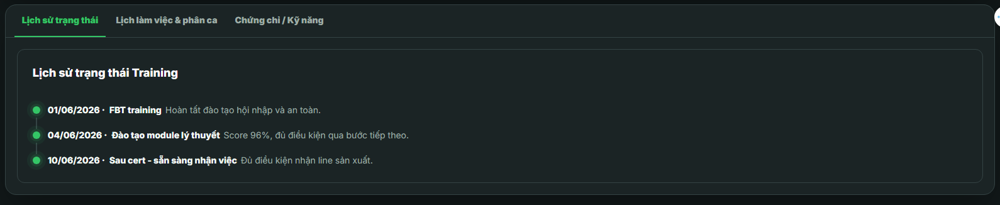 Lịch sử trạng thái Lịch làm việc & phân ca Chứng chỉ / Kỹ năng
Lịch sử trạng thái Training
01/06/2026 · FBT training Hoàn tất đào tạo hội nhập và an toàn.
04/06/2026 · Đào tạo module lý thuyết Score 96%, đủ điều kiện qua bước tiếp theo.
10/06/2026 · Sau cert - sẵn sàng nhận việc Đủ điều kiện nhận line sản xuất.